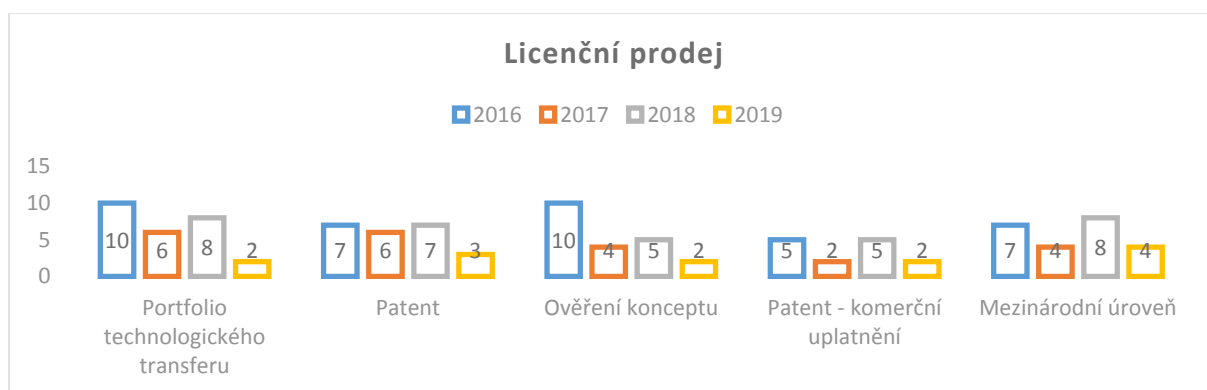 Licenční prodej
2016 2017 2018 2019
15
10
5
0
10 6 8 2 7 6 7 3 10 4 5 2 5 2 5 2 7 4 8 4
Portfolio technologického transferu
Patent
Ověření konceptu
Patent - komerční uplatnění
Mezinárodní úroveň